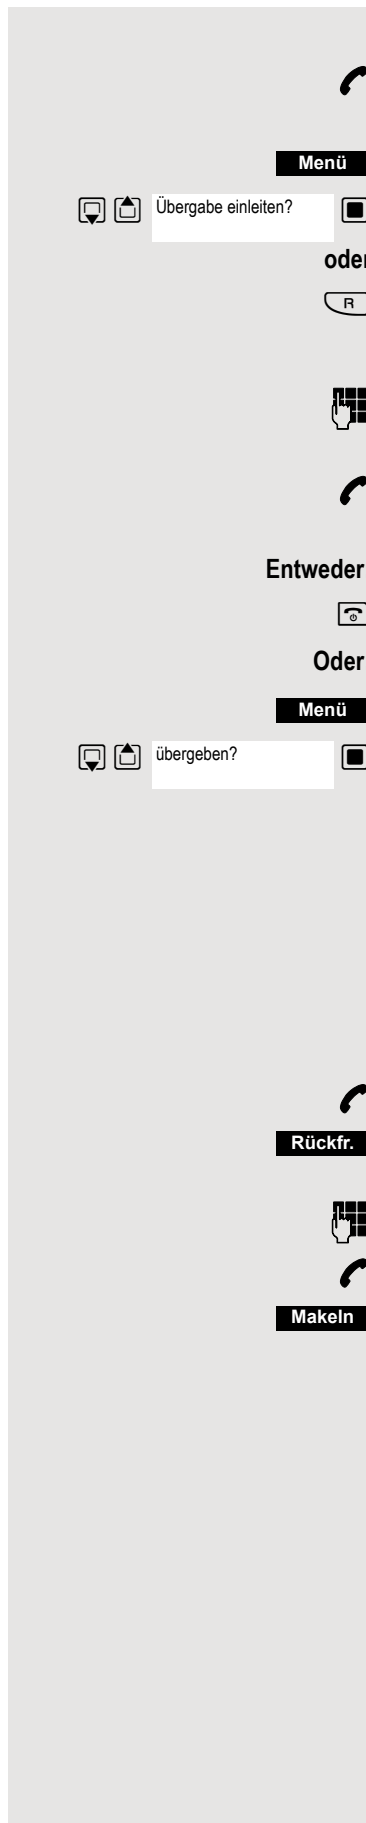 Menü
Übergabe einleiten?
oder
R
Entweder
Oder
Menü
übergeben?
Rückfr.
Makeln